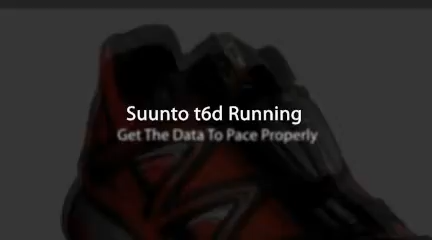 Suunto t6d Running
Get The Data To Pace Properly